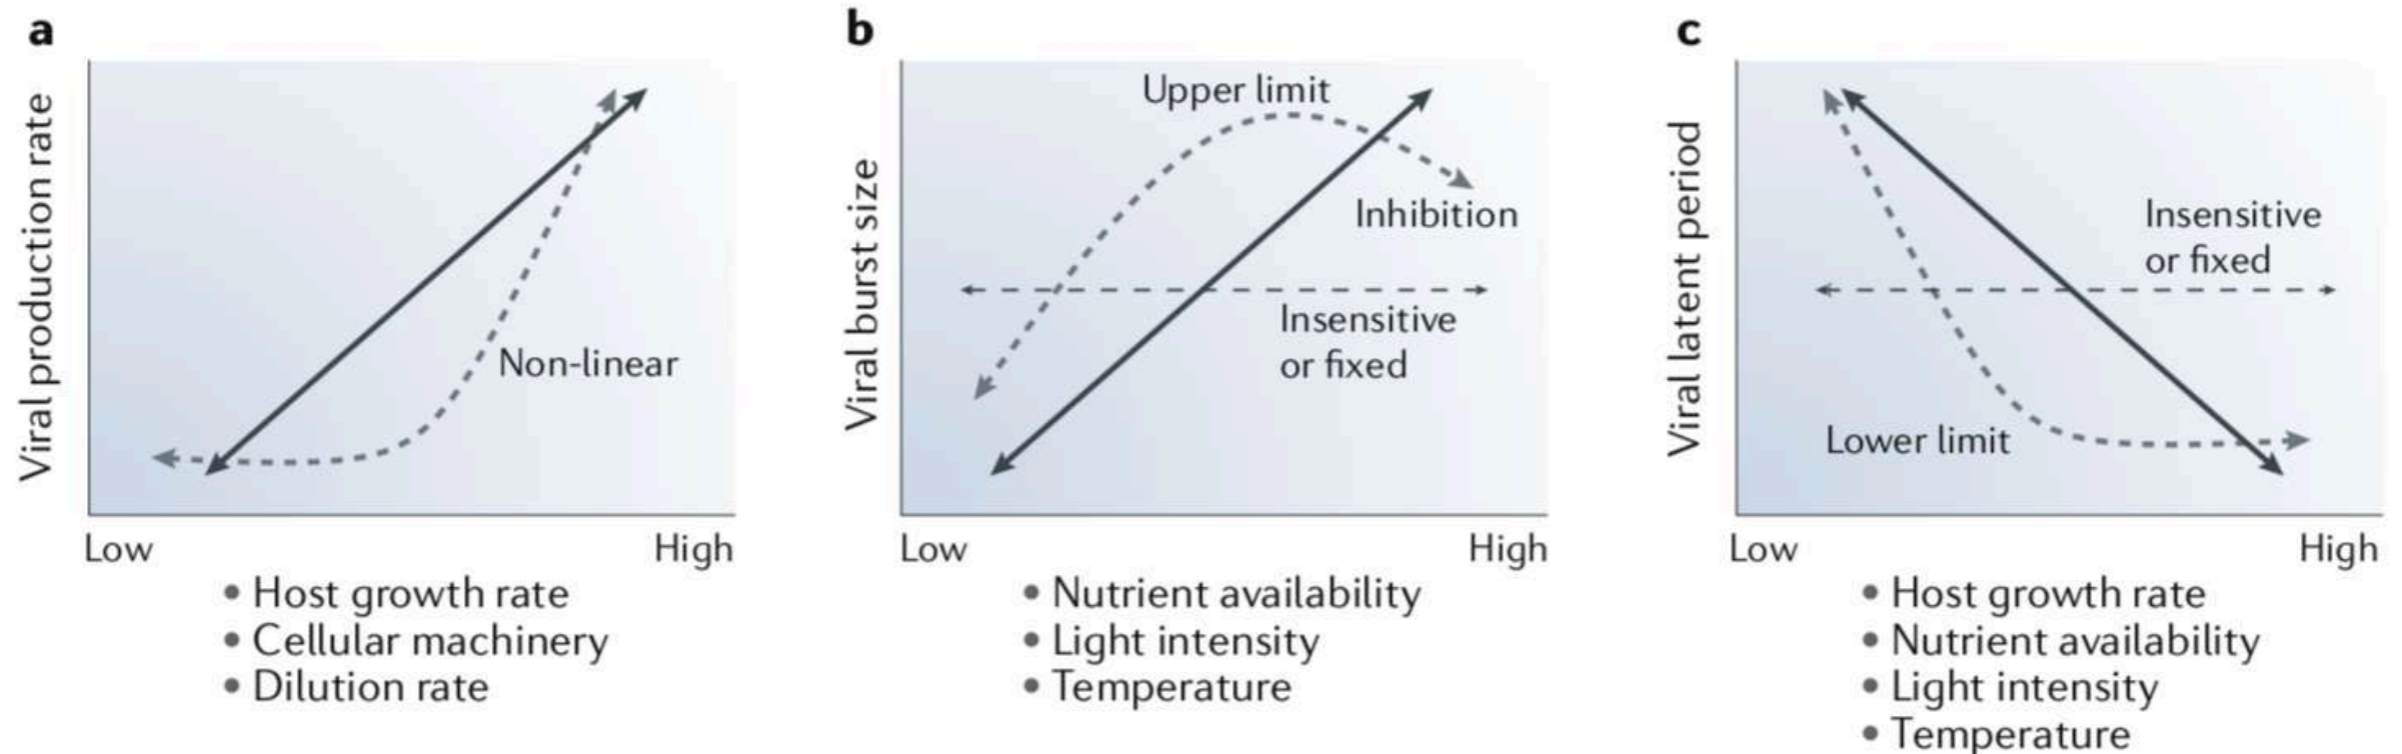 a
Viral production rate
Non-linear
Low
High
• Host growth rate
• Cellular machinery
• Dilution rate
b
Viral burst size
Upper limit
Inhibition
Insensitive
or fixed
Low
High
• Nutrient availability
• Light intensity
• Temperature
c
Viral latent period
Insensitive
or fixed
Lower limit
Low
High
• Host growth rate
• Nutrient availability
• Light intensity
• Temperature